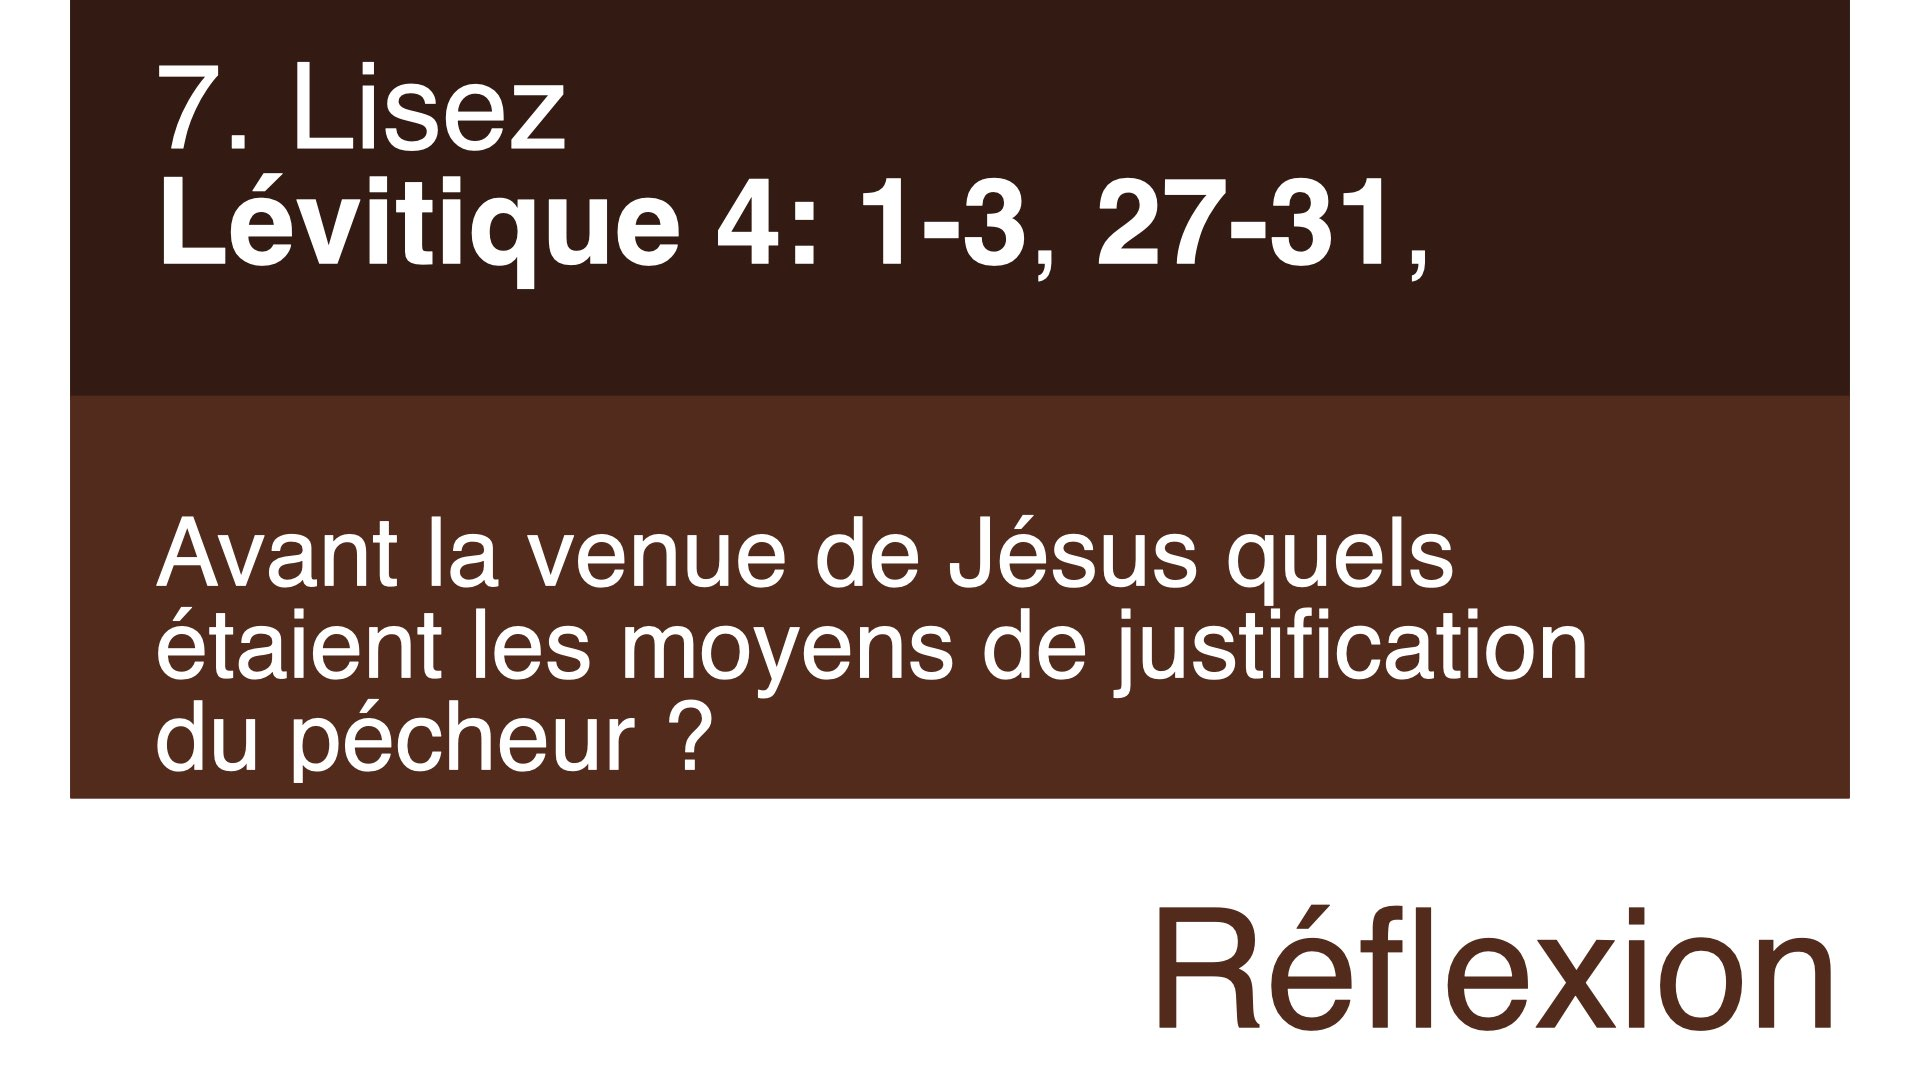 7. Lisez
Lévitique 4: 1-3, 27-31,
Avant la venue de Jésus quels
étaient les moyens de justification
du pécheur ?
Réflexion